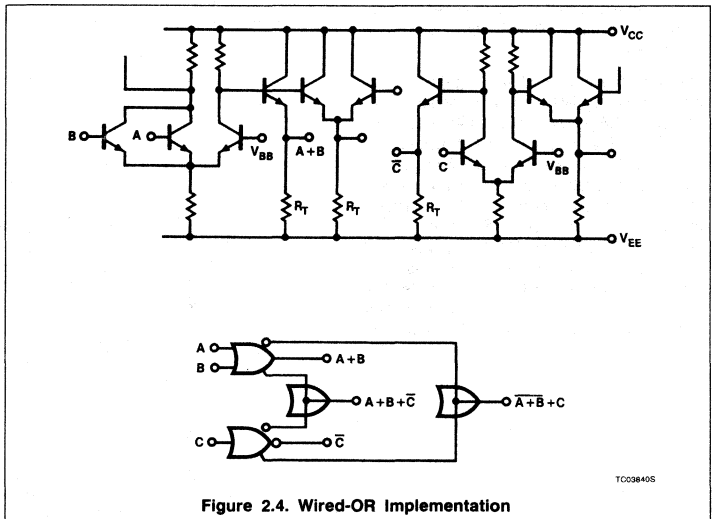 V_CC
B A V_BB A+B C̅ C V_BB
R_T R_T R_T
V_EE
A
B
A+B
A+B+C̅
A̅+̅B̅+C
C C̅
TC03840S
Figure 2.4. Wired-OR Implementation